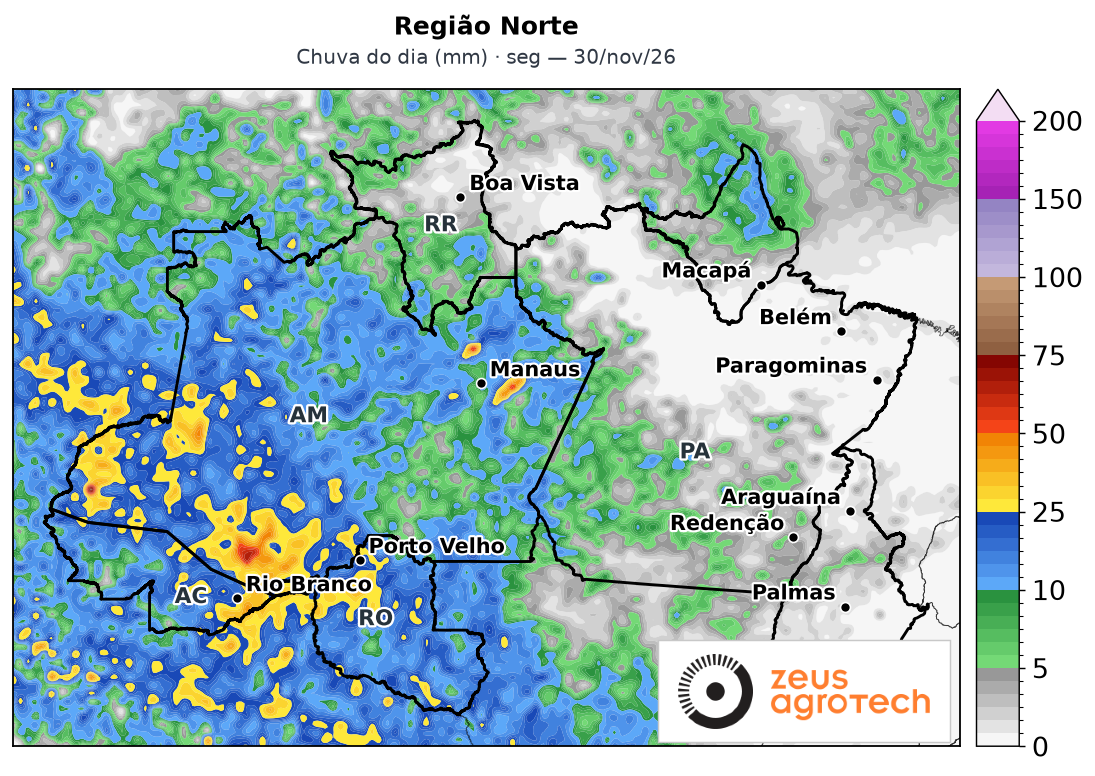 Região Norte
Chuva do dia (mm) · seg — 30/nov/26
Boa Vista
RR
Macapá
Belém
Paragominas
Manaus
AM
PA
Araguaína
Redenção
Porto Velho
Rio Branco
AC
RO
Palmas
zeus
agrotech
200
150
100
75
50
25
10
5
0